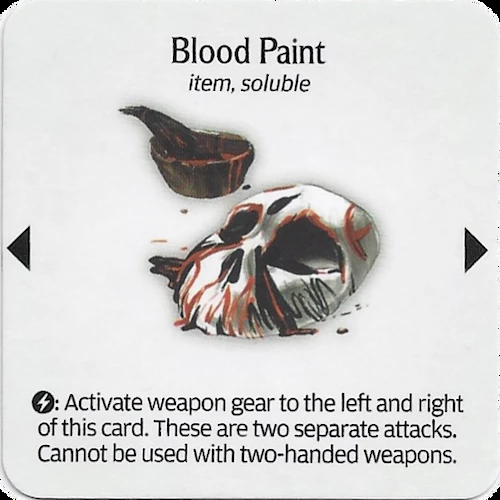 Blood Paint
item, soluble
: Activate weapon gear to the left and right
of this card. These are two separate attacks.
Cannot be used with two-handed weapons.